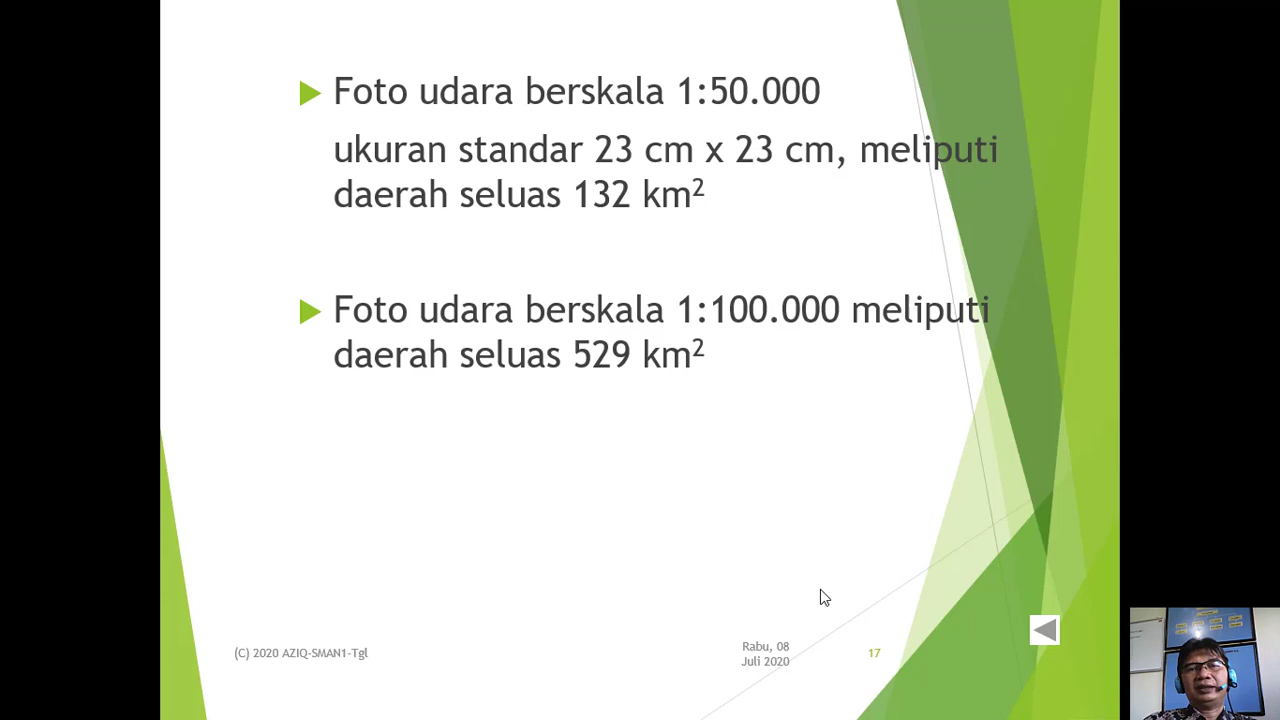 Foto udara berskala 1:50.000
ukuran standar 23 cm x 23 cm, meliputi
daerah seluas 132 km²
Foto udara berskala 1:100.000 meliputi
daerah seluas 529 km²
(C) 2020 AZIQ-SMAN1-Tgl
Rabu, 08
Juli 2020
17